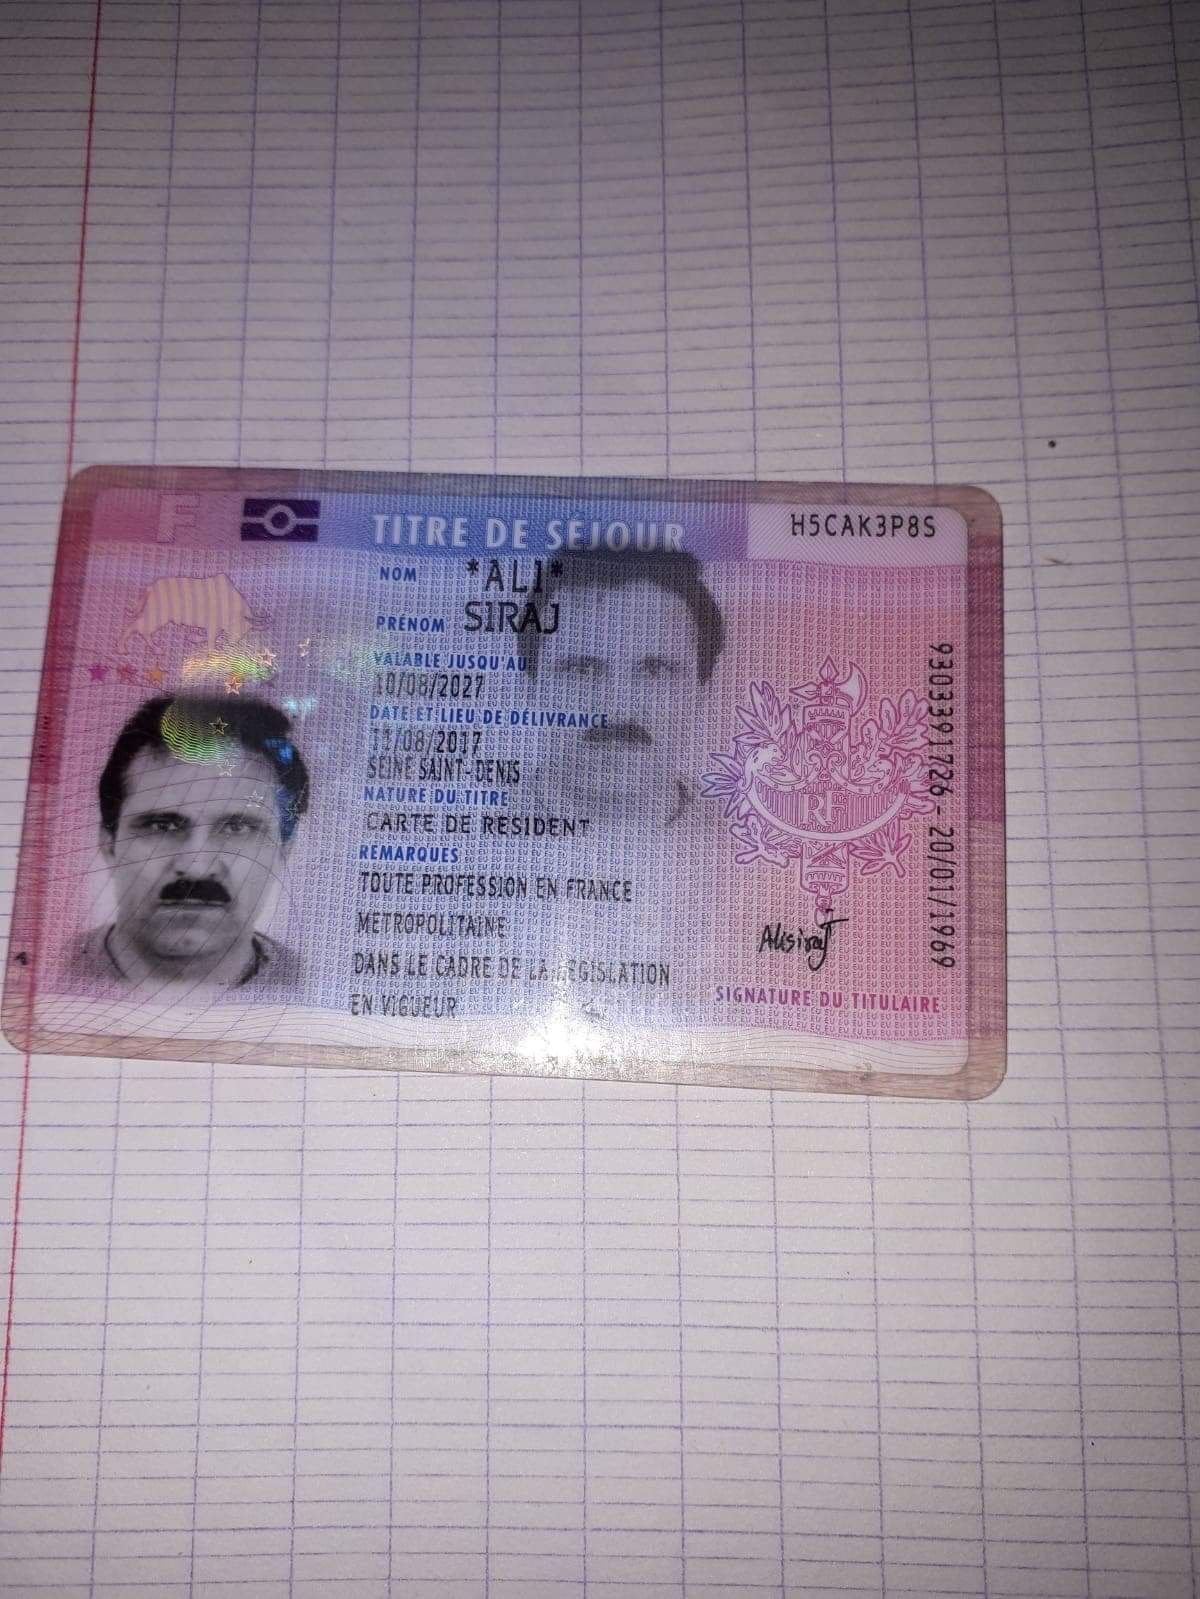 F
TITRE DE SÉJOUR
H5CAK3P8S
NOM *ALI*
PRÉNOM SIRAJ
VALABLE JUSQU'AU
10/08/2027
DATE ET LIEU DE DÉLIVRANCE
11/08/2017
SEINE SAINT-DENIS
NATURE DU TITRE
CARTE DE RESIDENT
REMARQUES
TOUTE PROFESSION EN FRANCE
METROPOLITAINE
DANS LE CADRE DE LA LEGISLATION
EN VIGUEUR
RF
Alisiraj
SIGNATURE DU TITULAIRE
9303391726 - 20/01/1969